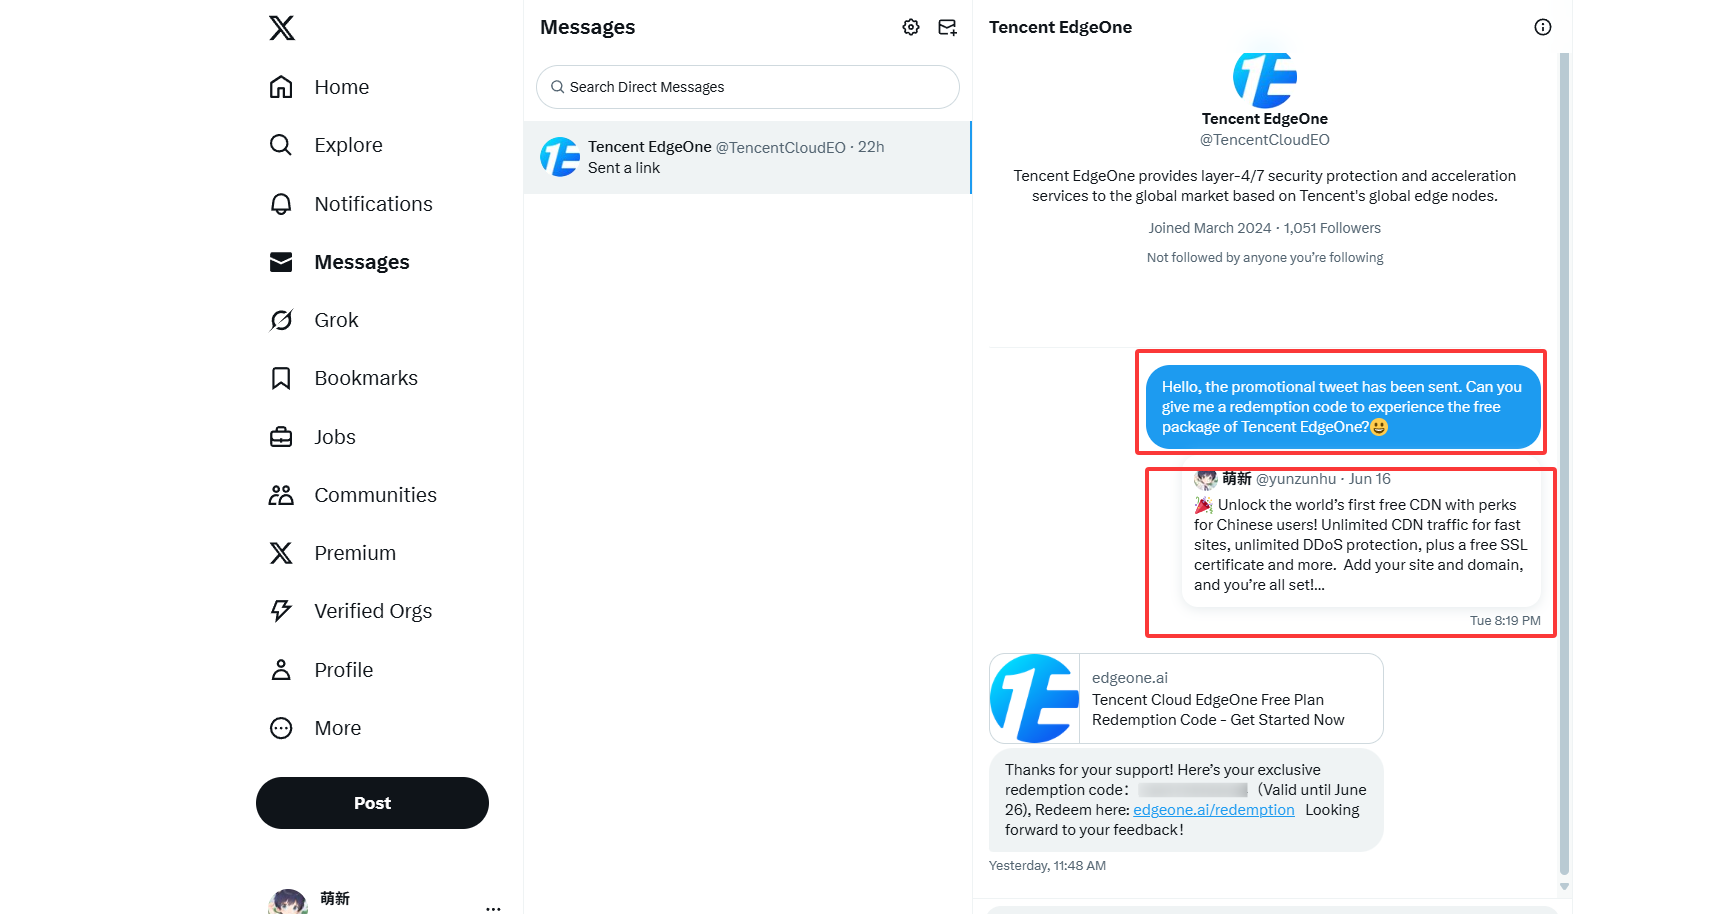 Home
Explore
Notifications
Messages
Grok
Bookmarks
Jobs
Communities
Premium
Verified Orgs
Profile
More
Post
萌新
Messages
Search Direct Messages
Tencent EdgeOne @TencentCloudEO · 22h
Sent a link
Tencent EdgeOne
Tencent EdgeOne
@TencentCloudEO
Tencent EdgeOne provides layer-4/7 security protection and acceleration
services to the global market based on Tencent's global edge nodes.
Joined March 2024 · 1,051 Followers
Not followed by anyone you’re following
Hello, the promotional tweet has been sent. Can you
give me a redemption code to experience the free
package of Tencent EdgeOne?😃
萌新 @yunzunhu · Jun 16
🎉 Unlock the world’s first free CDN with perks
for Chinese users! Unlimited CDN traffic for fast
sites, unlimited DDoS protection, plus a free SSL
certificate and more.  Add your site and domain,
and you’re all set!...
Tue 8:19 PM
edgeone.ai
Tencent Cloud EdgeOne Free Plan
Redemption Code - Get Started Now
Thanks for your support! Here’s your exclusive
redemption code： （Valid until June
26), Redeem here: edgeone.ai/redemption Looking
forward to your feedback！
Yesterday, 11:48 AM